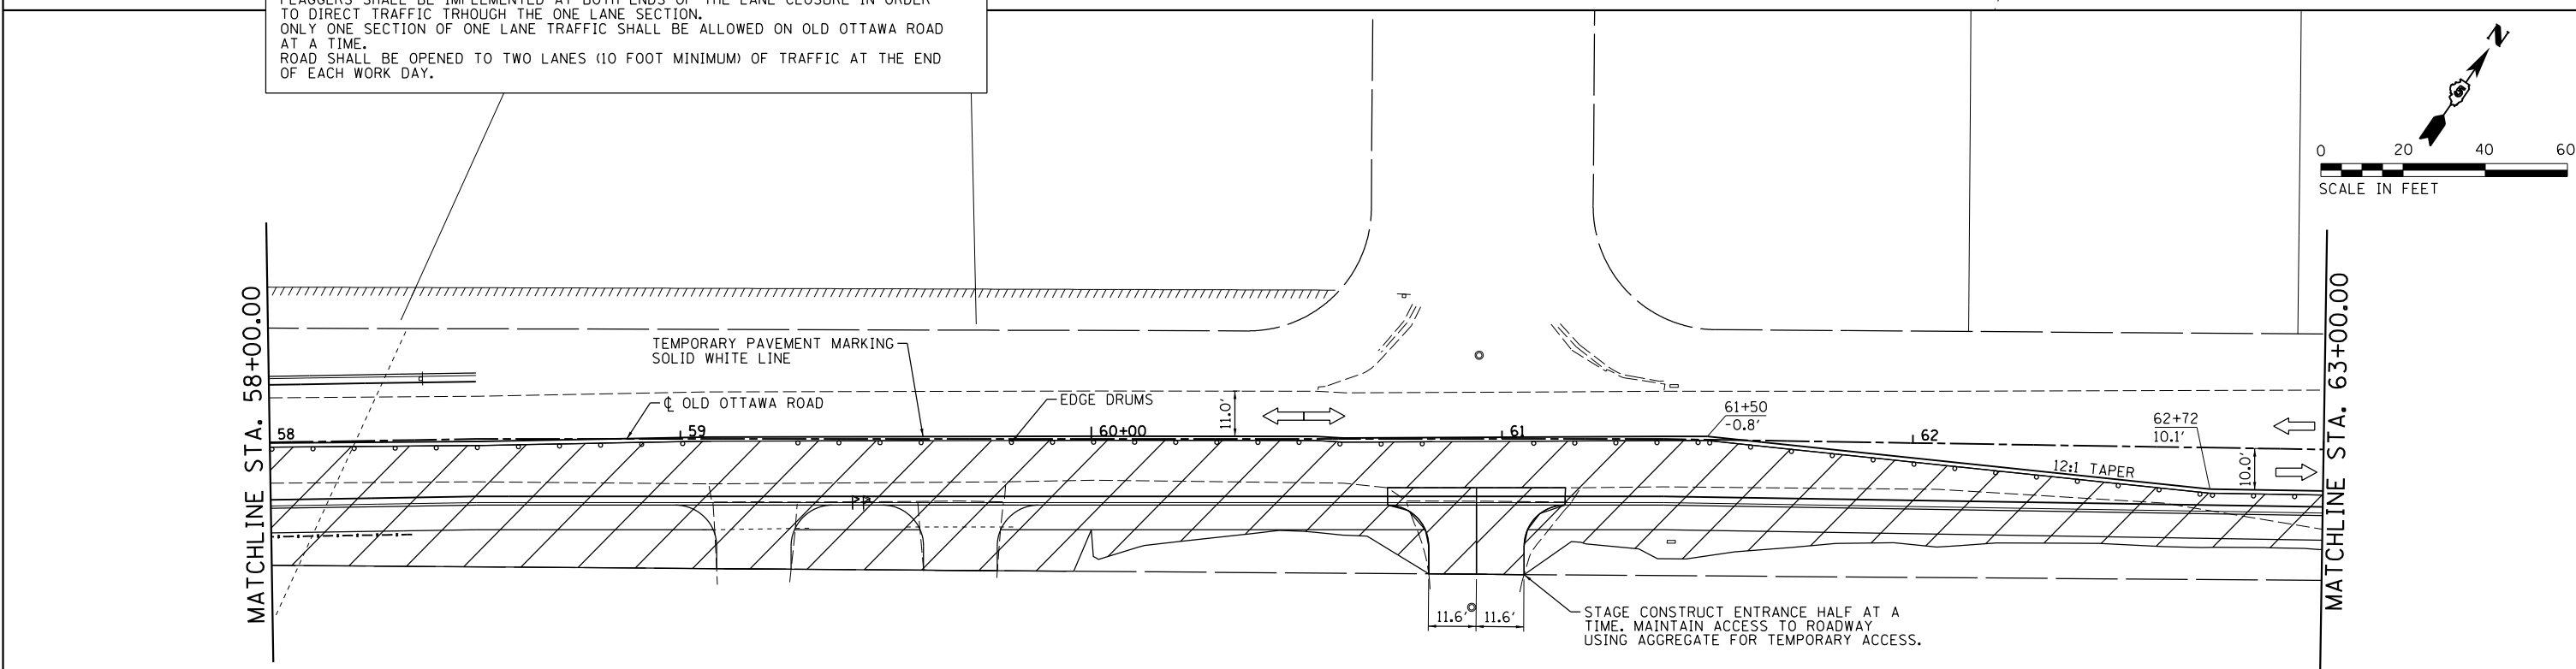 FLAGGERS SHALL BE IMPLEMENTED AT BOTH ENDS OF THE LANE CLOSURE IN ORDER
TO DIRECT TRAFFIC TRHOUGH THE ONE LANE SECTION.
ONLY ONE SECTION OF ONE LANE TRAFFIC SHALL BE ALLOWED ON OLD OTTAWA ROAD
AT A TIME.
ROAD SHALL BE OPENED TO TWO LANES (10 FOOT MINIMUM) OF TRAFFIC AT THE END
OF EACH WORK DAY.
N
0 20 40 60
SCALE IN FEET
MATCHLINE STA. 58+00.00
MATCHLINE STA. 63+00.00
TEMPORARY PAVEMENT MARKING
SOLID WHITE LINE
℄ OLD OTTAWA ROAD
EDGE DRUMS
11.0'
61+50
-0.8'
62+72
10.1'
58
59
60+00
61
62
12:1 TAPER
10.0'
11.6'
11.6'
STAGE CONSTRUCT ENTRANCE HALF AT A
TIME. MAINTAIN ACCESS TO ROADWAY
USING AGGREGATE FOR TEMPORARY ACCESS.